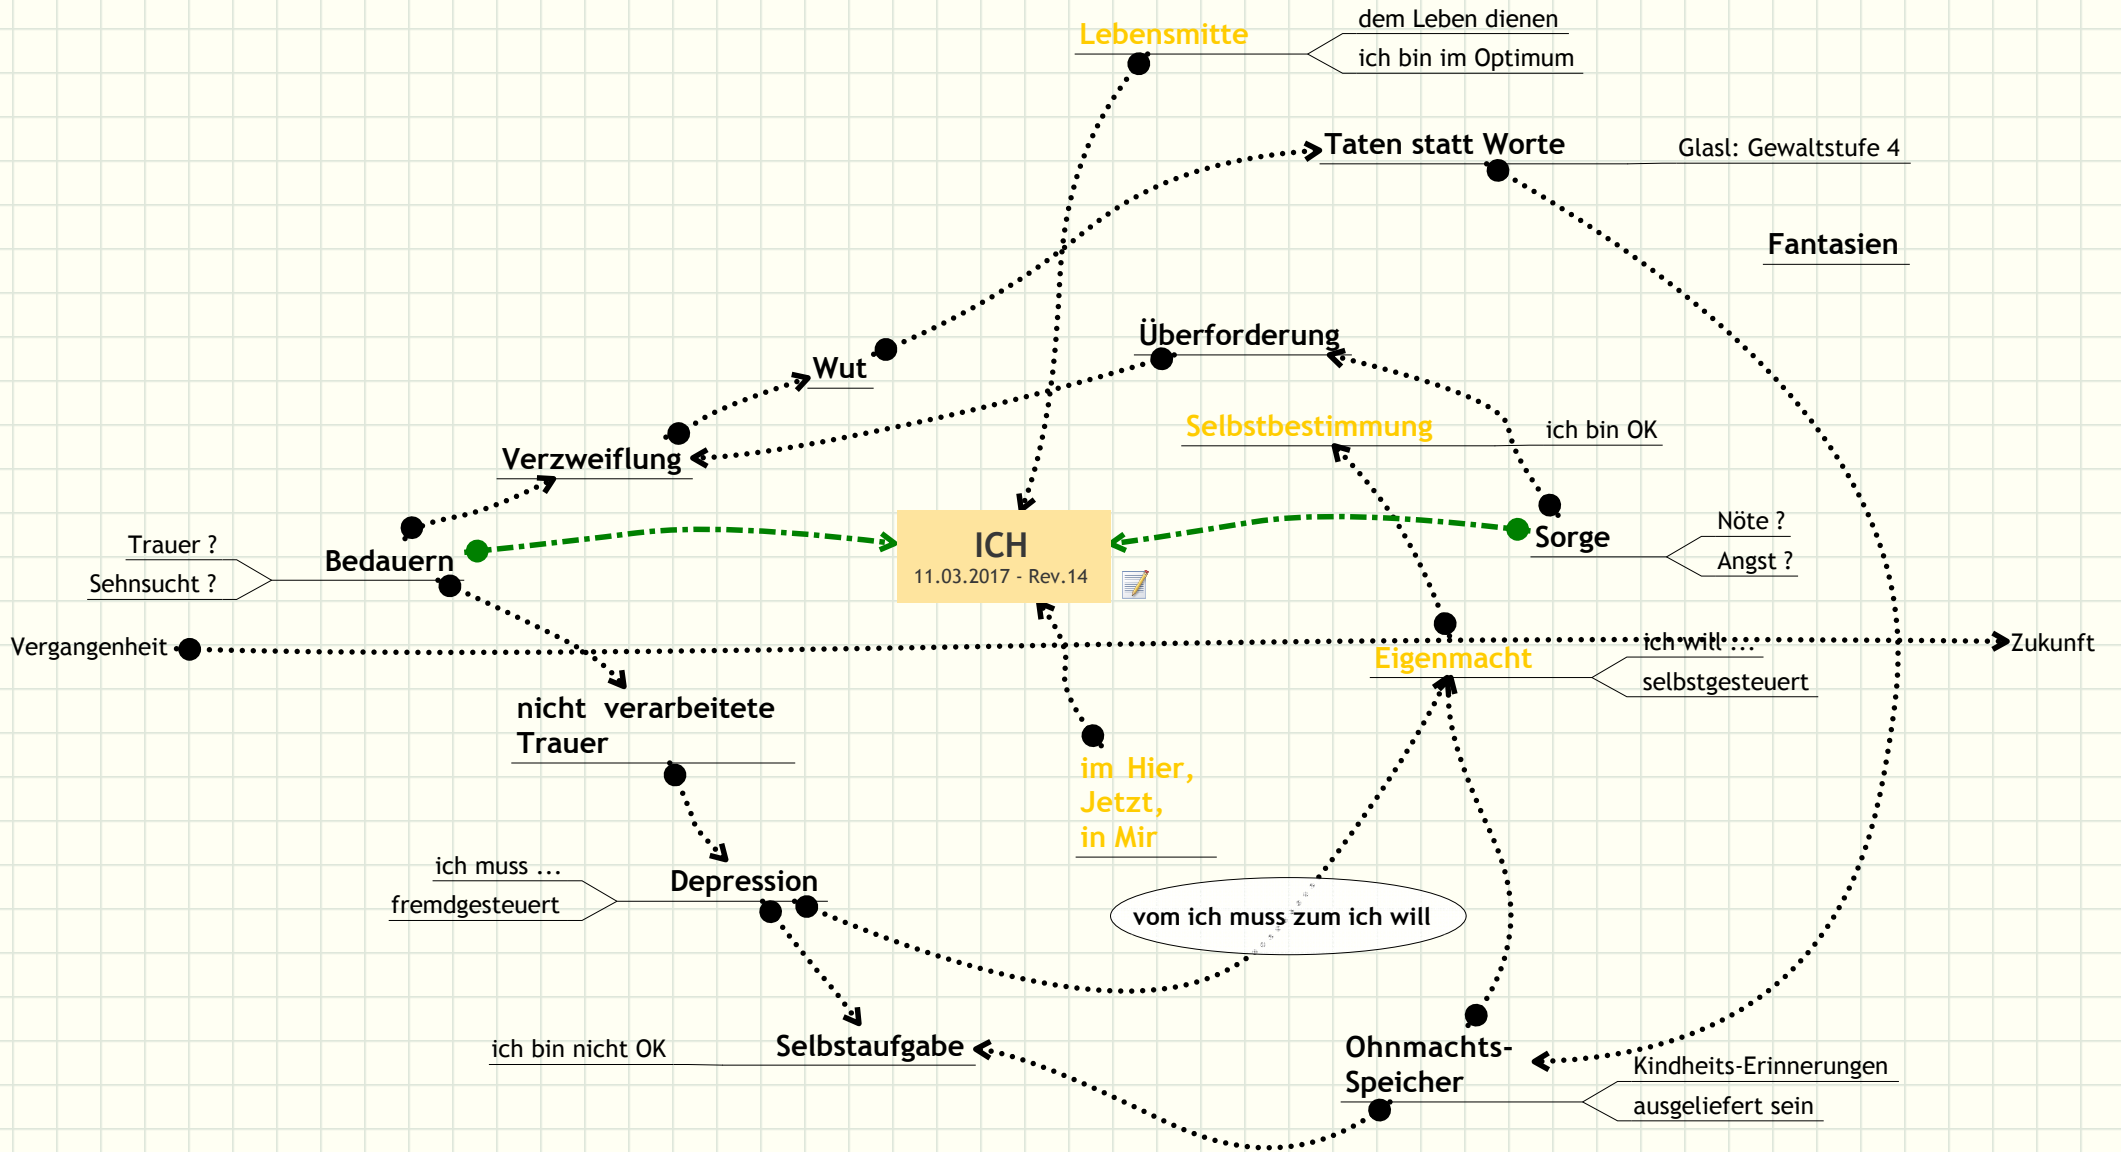 Lebensmitte
dem Leben dienen
ich bin im Optimum
Taten statt Worte
Glasl: Gewaltstufe 4
Fantasien
Überforderung
Wut
Selbstbestimmung
ich bin OK
Verzweiflung
Trauer ?
Sehnsucht ?
Bedauern
ICH
11.03.2017 - Rev.14
Sorge
Nöte ?
Angst ?
Vergangenheit
Zukunft
Eigenmacht
ich will ...
selbstgesteuert
nicht verarbeitete
Trauer
im Hier,
Jetzt,
in Mir
ich muss ...
fremdgesteuert
Depression
vom ich muss zum ich will
ich bin nicht OK
Selbstaufgabe
Ohnmachts-
Speicher
Kindheits-Erinnerungen
ausgeliefert sein